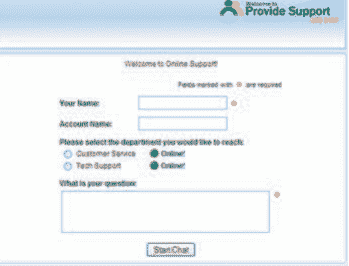 Welcome to
Provide Support
Welcome to Online Support!
Fields marked with are required
Your Name:
Account Name:
Please select the department you would like to reach:
Customer Service Online!
Tech Support Online!
What is your question:
Start Chat